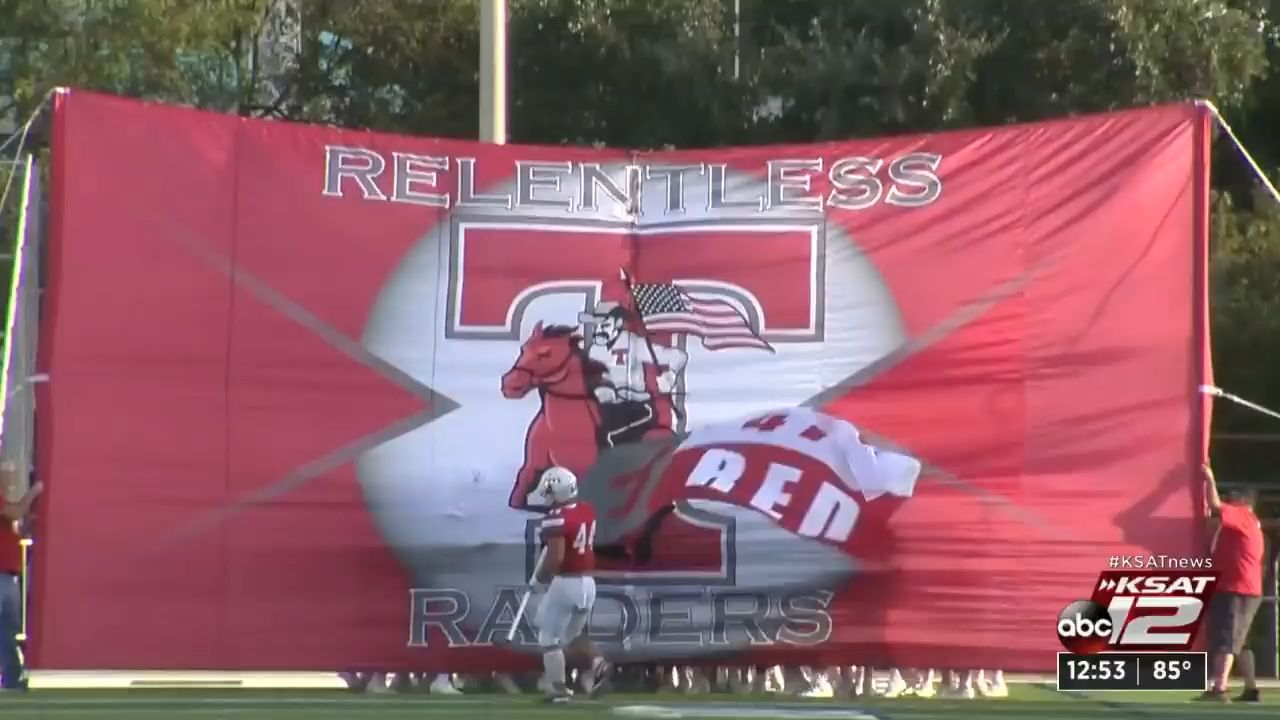 RELENTLESS
T
T
RED
44
RAIDERS
#KSATnews
KSAT
abc 12
12:53 85°